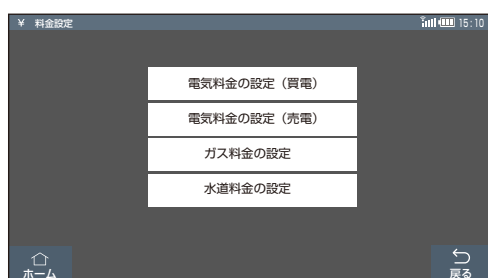 ¥ 料金設定 15:10
電気料金の設定（買電）
電気料金の設定（売電）
ガス料金の設定
水道料金の設定
ホーム 戻る